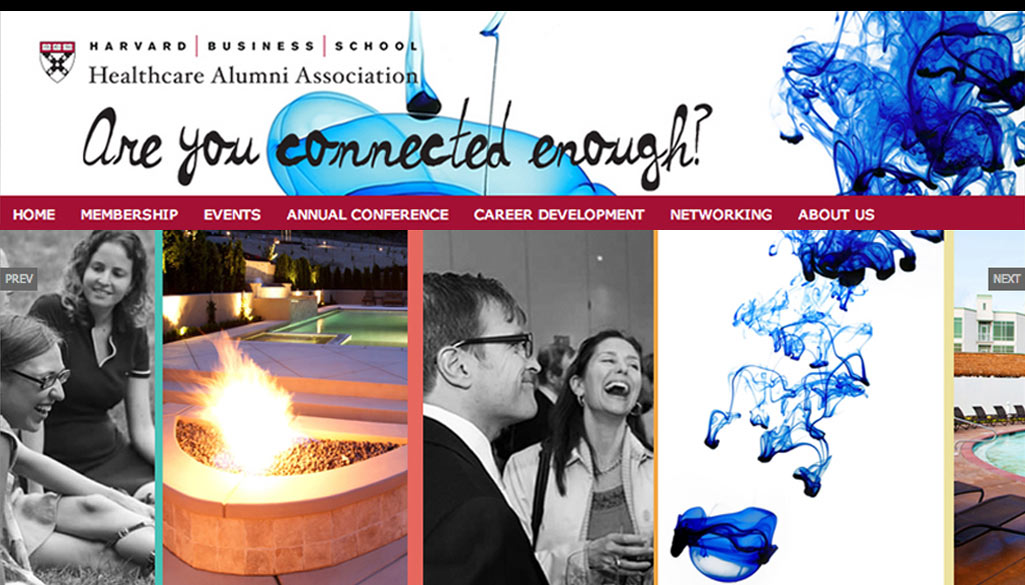 HARVARD | BUSINESS | SCHOOL
Healthcare Alumni Association
Are you connected enough?
HOME MEMBERSHIP EVENTS ANNUAL CONFERENCE CAREER DEVELOPMENT NETWORKING ABOUT US
PREV NEXT